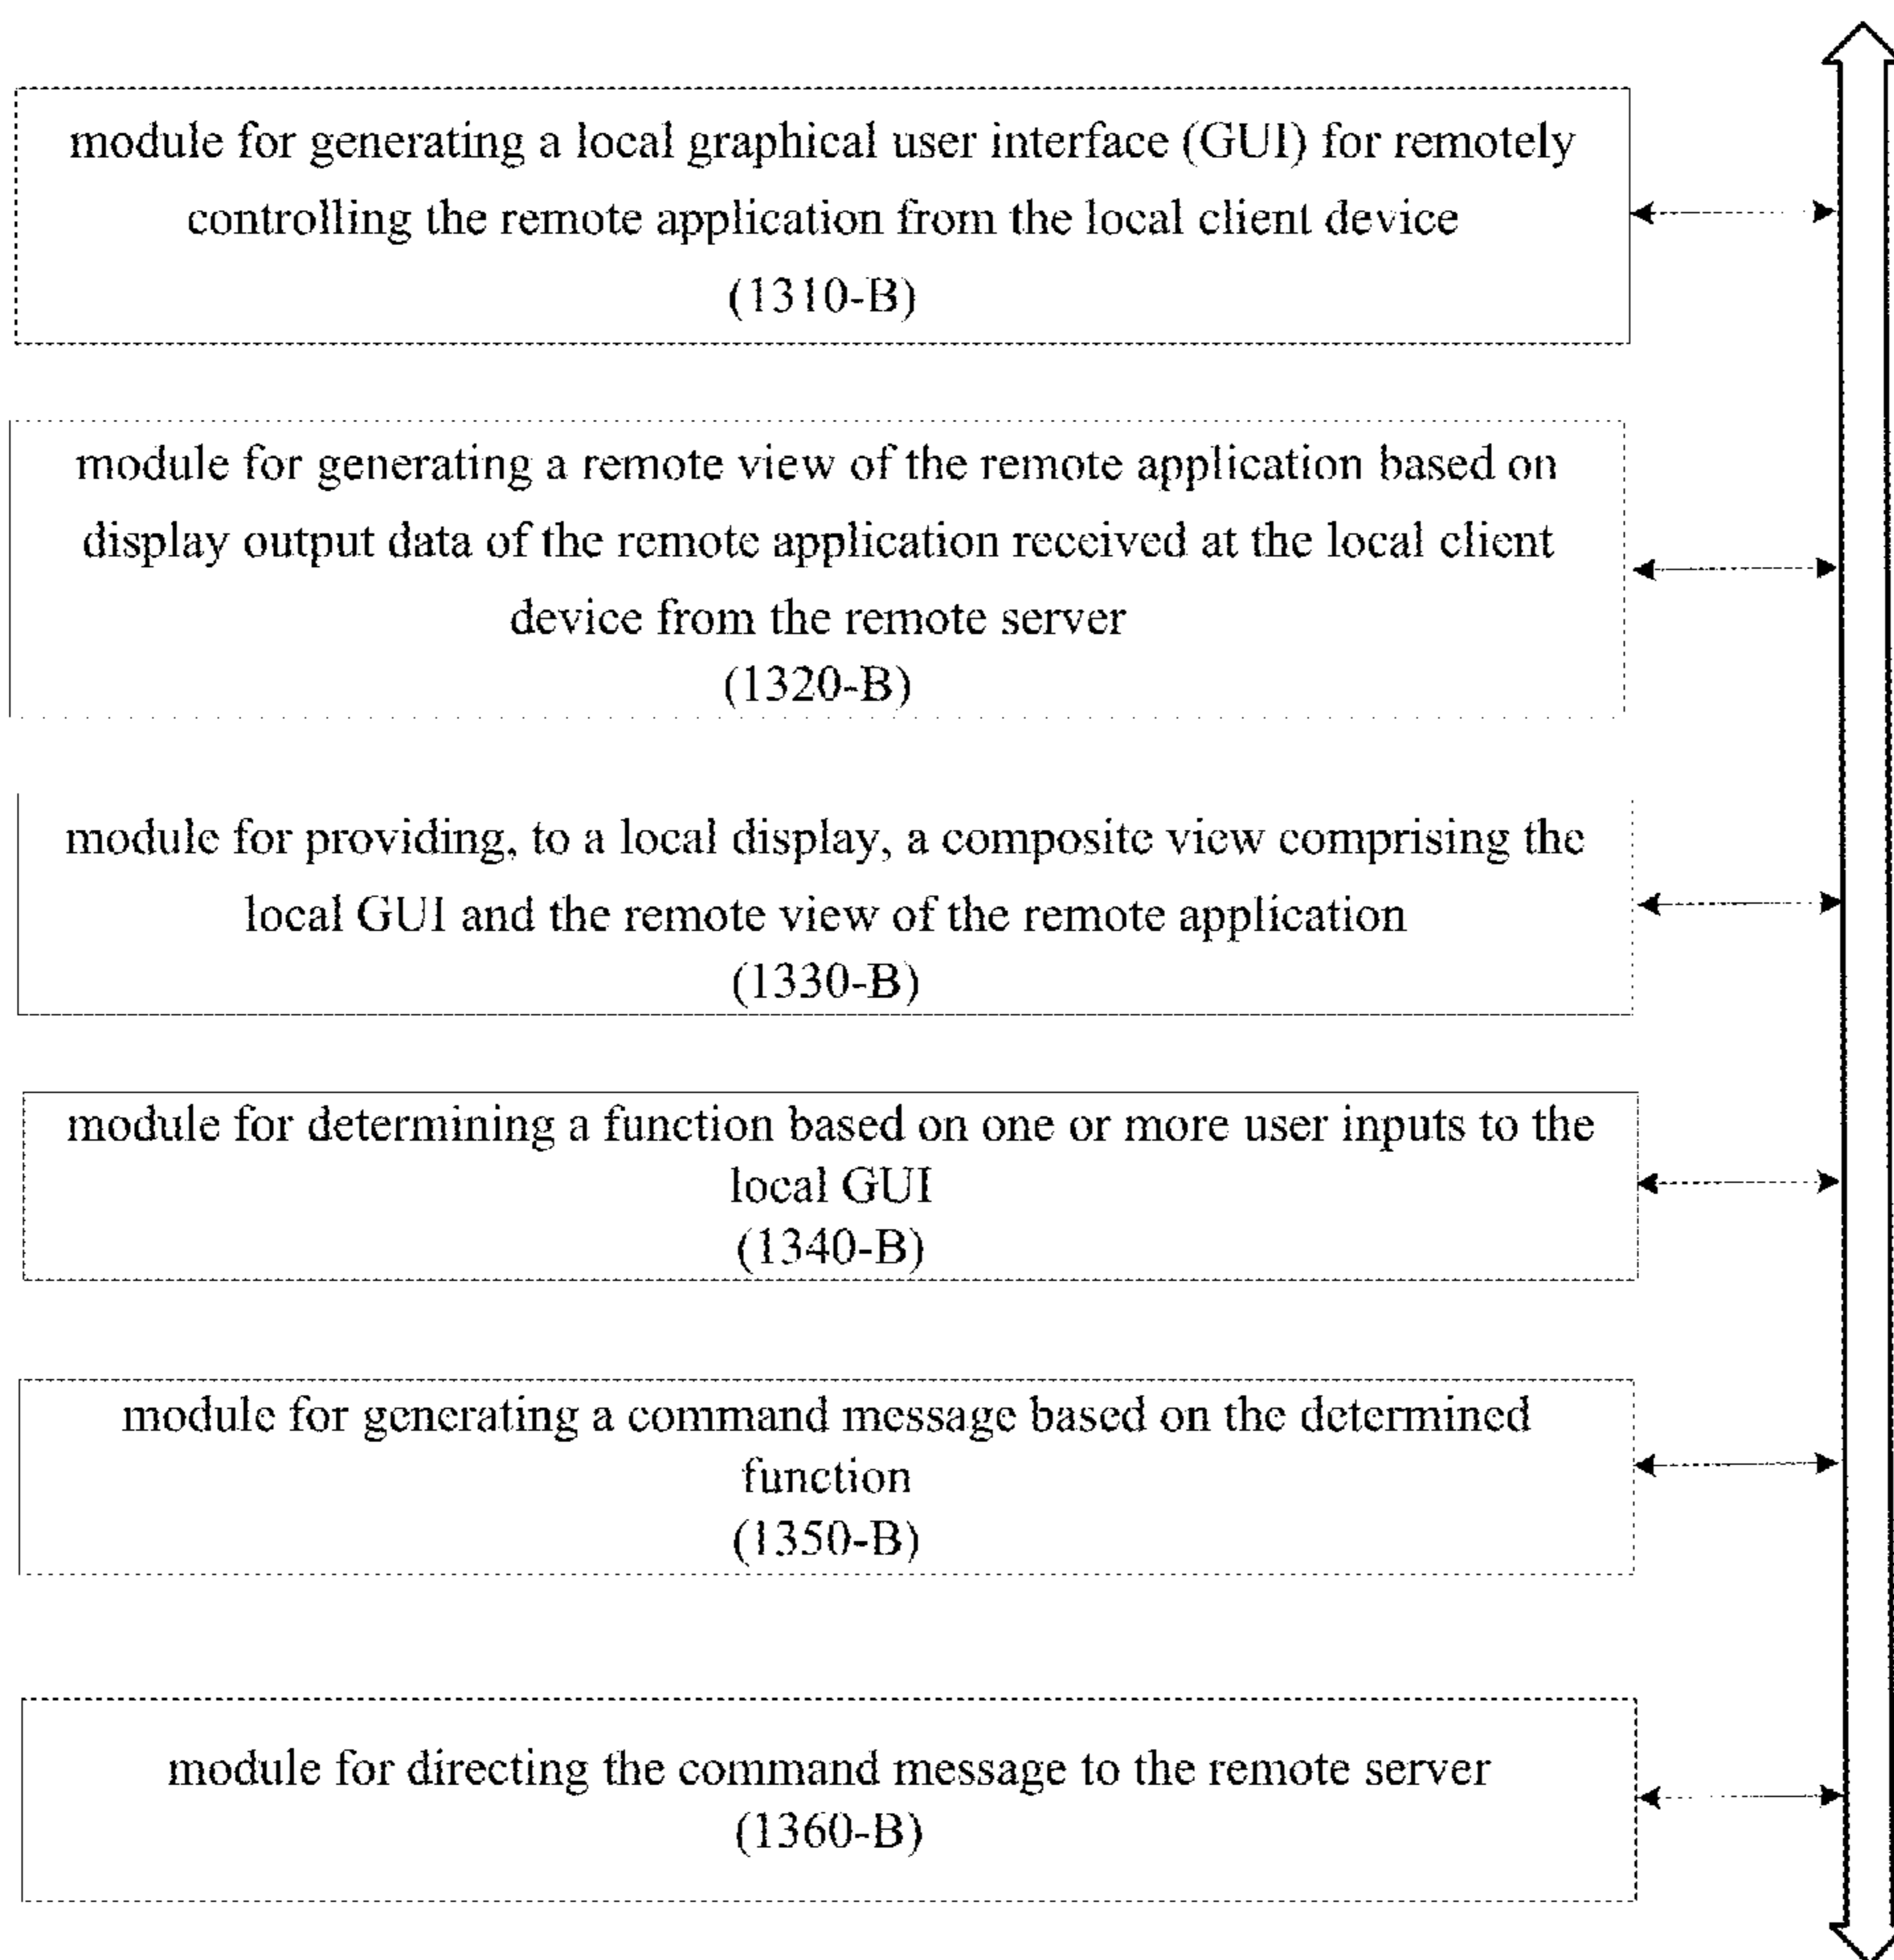 module for generating a local graphical user interface (GUI) for remotely
controlling the remote application from the local client device
(1310-B)
module for generating a remote view of the remote application based on
display output data of the remote application received at the local client
device from the remote server
(1320-B)
module for providing, to a local display, a composite view comprising the
local GUI and the remote view of the remote application
(1330-B)
module for determining a function based on one or more user inputs to the
local GUI
(1340-B)
module for generating a command message based on the determined
function
(1350-B)
module for directing the command message to the remote server
(1360-B)